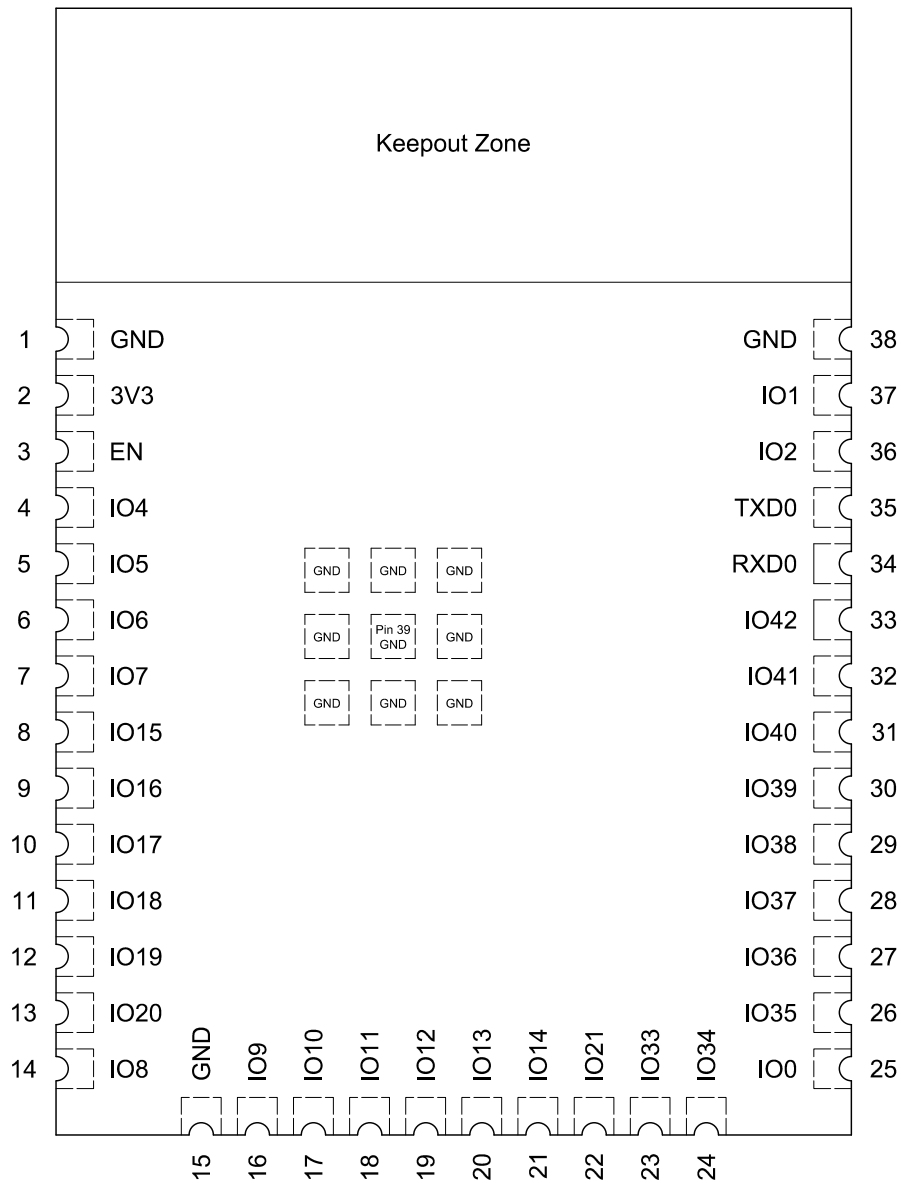 Keepout Zone
1 GND GND 38
2 3V3 IO1 37
3 EN IO2 36
4 IO4 TXD0 35
5 IO5 GND GND GND RXD0 34
6 IO6 GND Pin 39 GND GND IO42 33
7 IO7 GND GND GND IO41 32
8 IO15 IO40 31
9 IO16 IO39 30
10 IO17 IO38 29
11 IO18 IO37 28
12 IO19 IO36 27
13 IO20 IO35 26
14 IO8 IO0 25
GND IO9 IO10 IO11 IO12 IO13 IO14 IO21 IO33 IO34
15 16 17 18 19 20 21 22 23 24